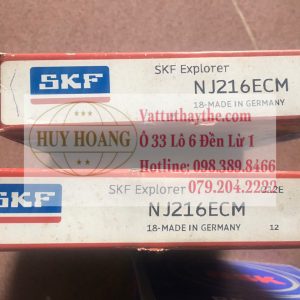 SKF
SKF Explorer
NJ216ECM
18-MADE IN GERMANY
Vattuthaythe.com
HUY HOANG
Ô 33 Lô 6 Đền Lừ 1
Hotline: 098.389.8466
079.204.2222
SKF
SKF Explorer
NJ216ECM
18-MADE IN GERMANY
12